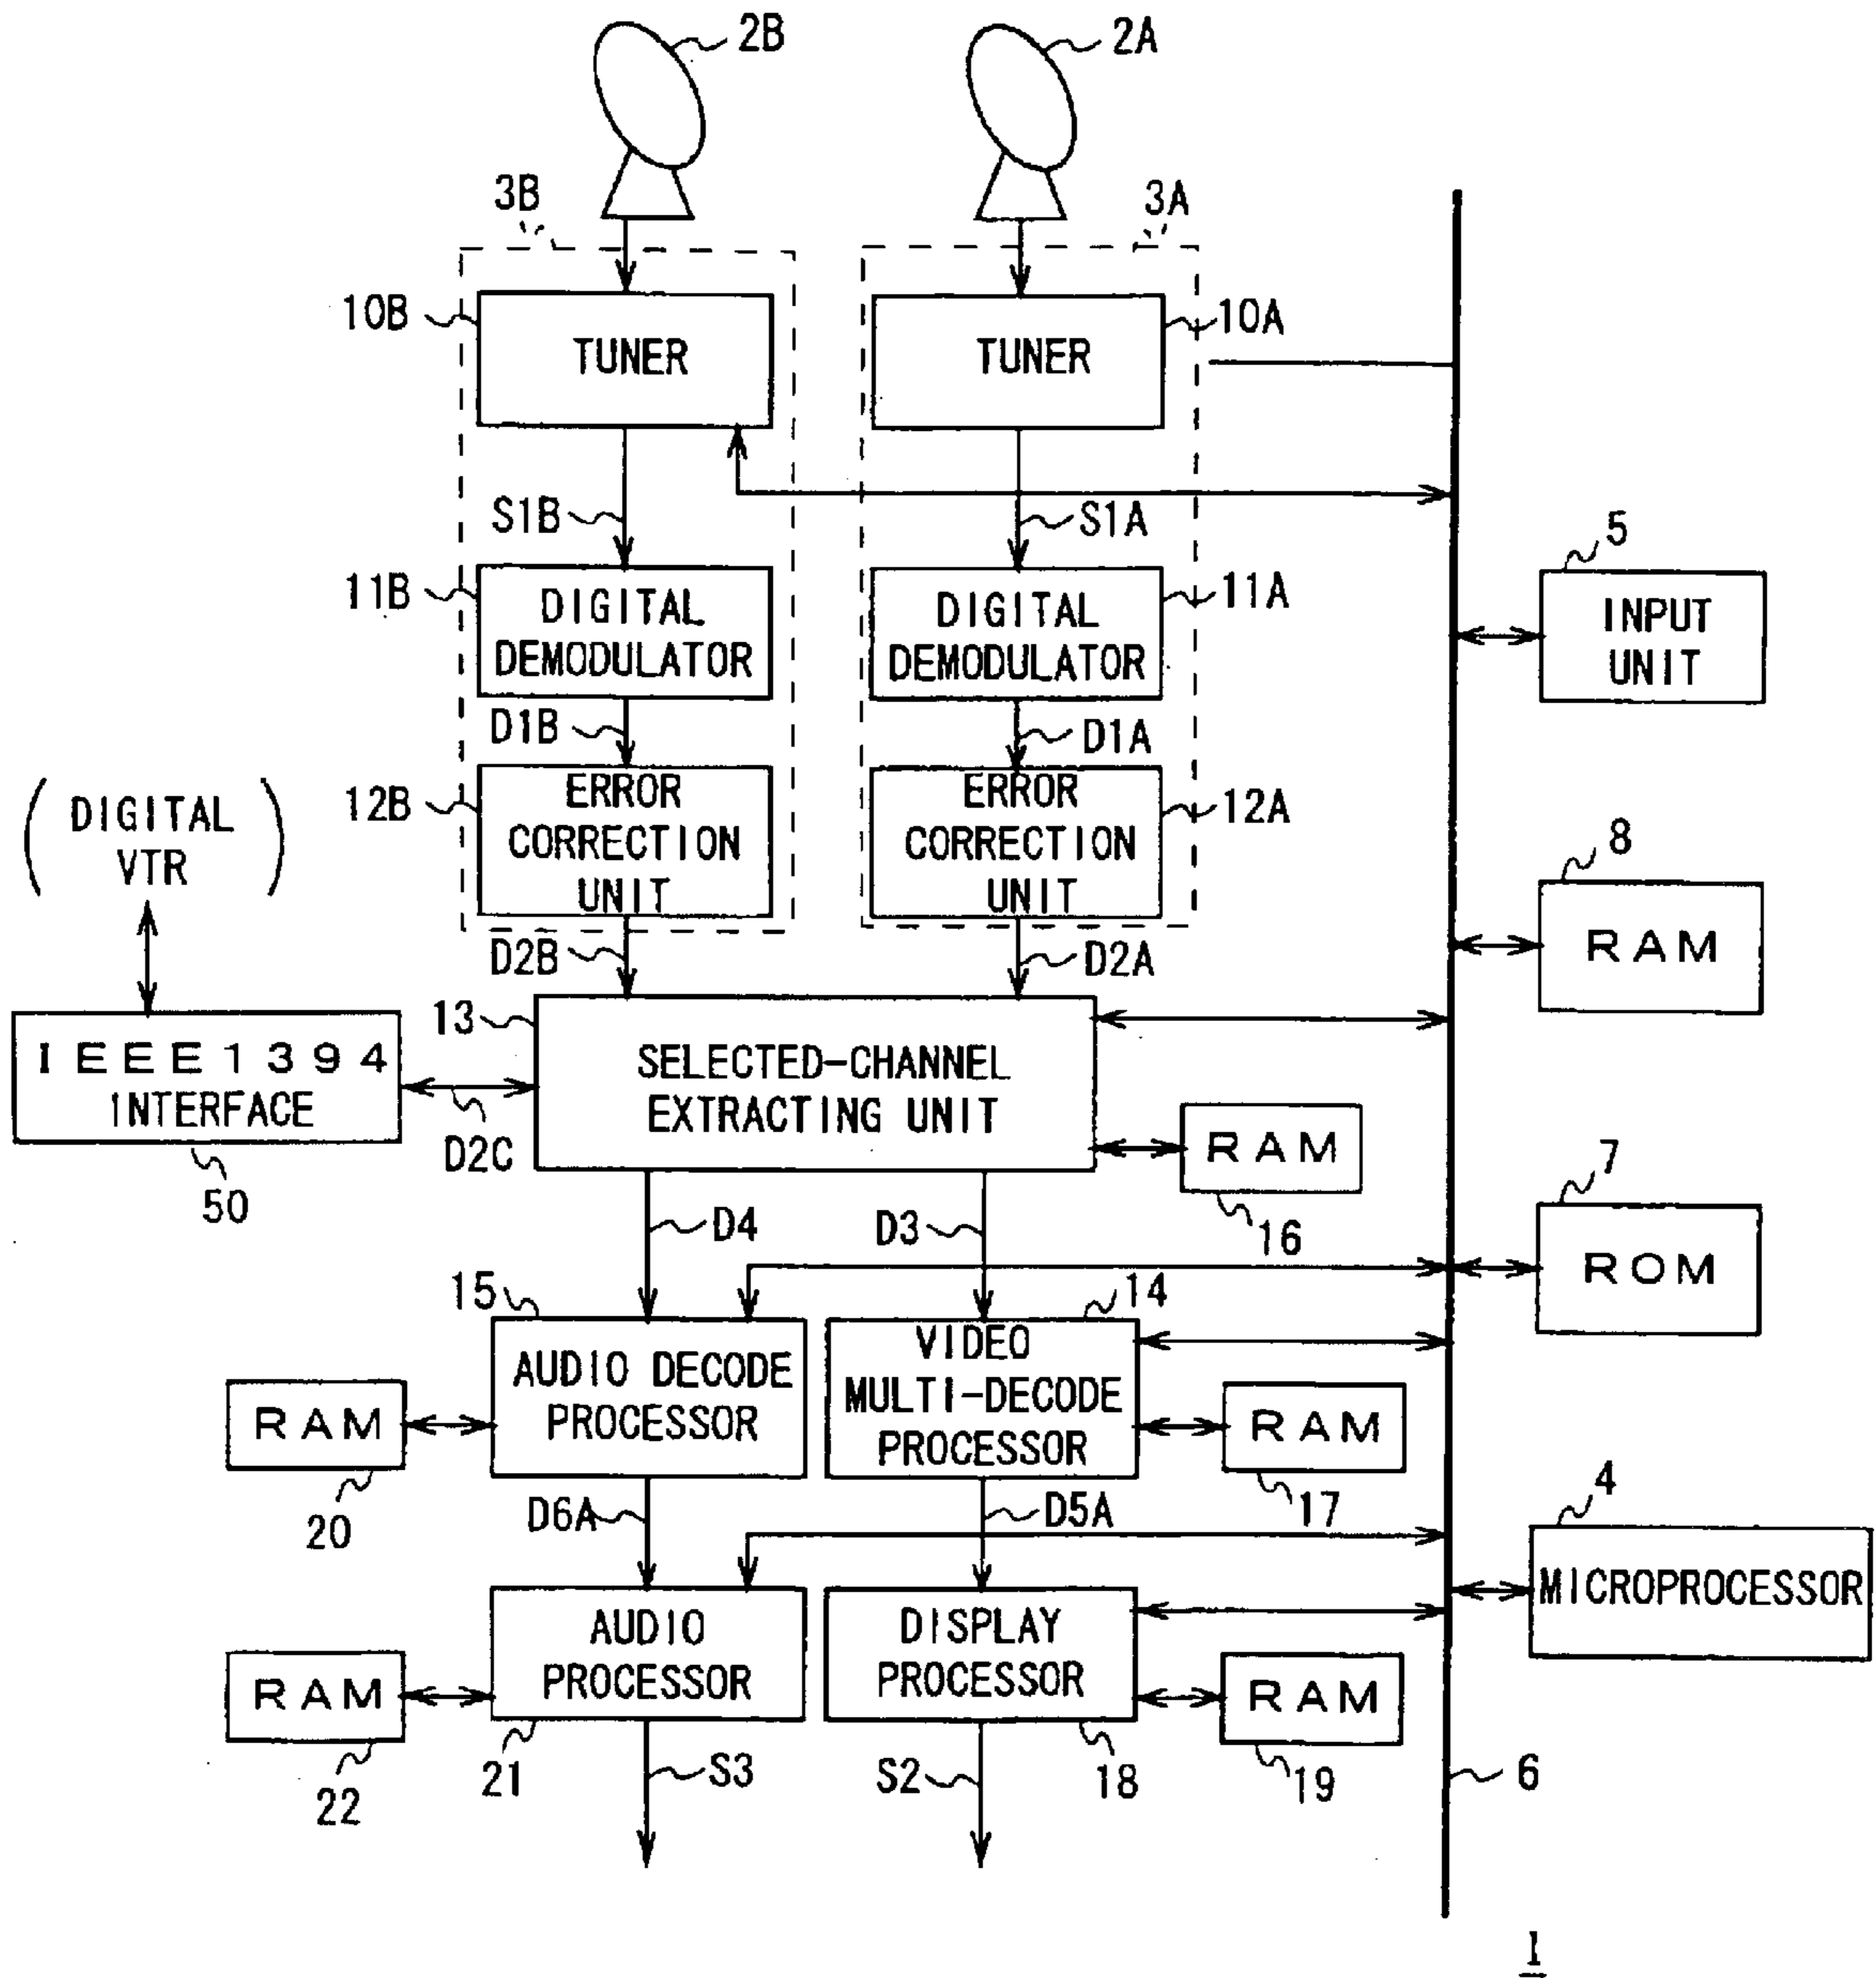 2B
2A
3B
3A
10B
TUNER
TUNER
10A
S1B
S1A
5
INPUT
UNIT
11B
DIGITAL
DEMODULATOR
DIGITAL
DEMODULATOR
11A
D1B
D1A
(DIGITAL
VTR)
12B
ERROR
CORRECTION
UNIT
ERROR
CORRECTION
UNIT
12A
8
RAM
D2B
D2A
13
SELECTED-CHANNEL
EXTRACTING UNIT
IEEE1394
INTERFACE
50
D2C
RAM
16
7
ROM
D4
D3
15
AUDIO DECODE
PROCESSOR
14
VIDEO
MULTI-DECODE
PROCESSOR
RAM
20
RAM
17
D6A
D5A
4
MICROPROCESSOR
AUDIO
PROCESSOR
21
DISPLAY
PROCESSOR
18
RAM
22
RAM
19
S3
S2
6
1